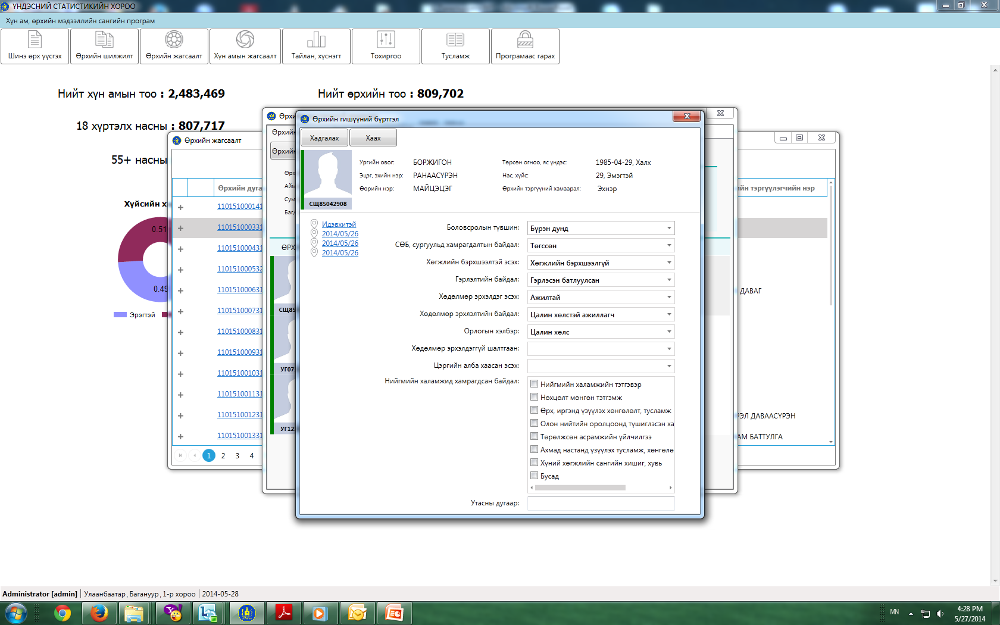 ҮНДЭСНИЙ СТАТИСТИКИЙН ХОРОО
Хүн ам, өрхийн мэдээллийн сангийн програм
Шинэ өрх үүсгэх
Өрхийн шилжилт
Өрхийн жагсаалт
Хүн амын жагсаалт
Тайлан, хүснэгт
Тохиргоо
Тусламж
Програмаас гарах
Нийт хүн амын тоо : 2,483,469
Нийт өрхийн тоо : 809,702
18 хүртэлх насны : 807,717
55+ насны
0.49
Эрэгтэй
Өрхийн жагсаалт
Өрхийн дуга
110151000141
110151000331
110151000431
110151000532
110151000631
110151000731
110151000831
110151000931
110151001031
110151001131
110151001231
110151001331
1 2 3 4
ийн тэргүүлэгчийн нэр
ДАВАГ
РЭЛ ДАВААСҮРЭН
АМ БАТТУЛГА
Өрхийн гишүүний бүртгэл
Хадгалах
Хаах
Ургийн овог: БОРЖИГОН
Төрсөн огноо, яс үндэс: 1985-04-29, Халх
Эцэг, эхийн нэр: РАНААСҮРЭН
Нас, хүйс: 29, Эмэгтэй
Өөрийн нэр: МАЙЦЭЦЭГ
Өрхийн тэргүүний хамаарал: Эхнэр
СЩ85042908
Идэвхитэй
2014/05/26
2014/05/26
2014/05/26
Боловсролын түвшин: Бүрэн дунд
СӨБ, сургуульд хамрагдалтын байдал: Төгссөн
Хөгжлийн бэрхшээлтэй эсэх: Хөгжлийн бэрхшээлгүй
Гэрлэлтийн байдал: Гэрлэсэн батлуулсан
Хөдөлмөр эрхэлдэг эсэх: Ажилтай
Хөдөлмөр эрхлэлтийн байдал: Цалин хөлстэй ажиллагч
Орлогын хэлбэр: Цалин хөлс
Хөдөлмөр эрхэлдэггүй шалтгаан:
Цэргийн алба хаасан эсэх:
Нийгмийн халамжид хамрагдсан байдал:
Нийгмийн халамжийн тэтгэвэр
Нөхцөлт мөнгөн тэтгэмж
Өрх, иргэнд үзүүлэх хөнгөлөлт, тусламж
Олон нийтийн оролцоонд түшиглэсэн ха
Төрөлжсөн асрамжийн үйлчилгээ
Ахмад настанд үзүүлэх тусламж, хөнгөлө
Хүний хөгжлийн сангийн хишиг, хувь
Бусад
Утасны дугаар:
Administrator [admin] Улаанбаатар , Багануур , 1-р хороо 2014-05-28
MN
4:28 PM
5/27/2014